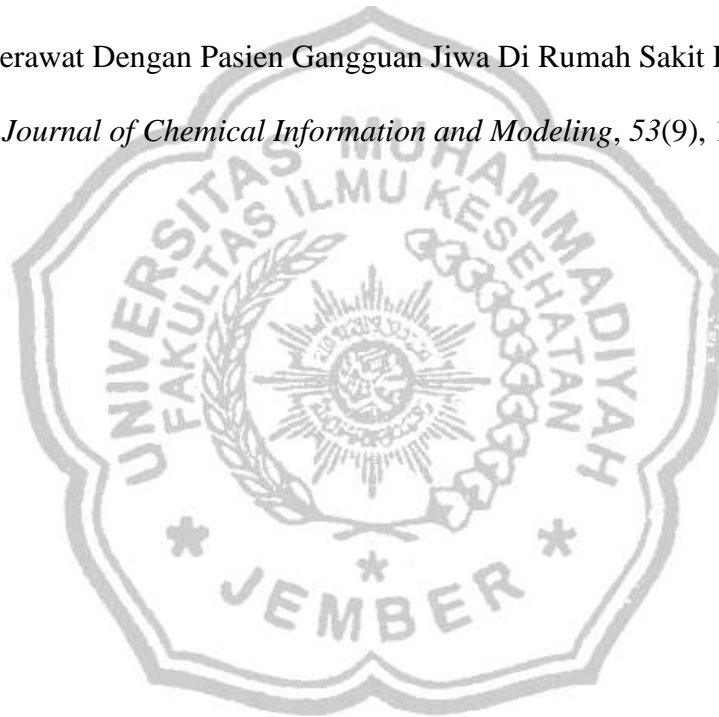 erawat Dengan Pasien Gangguan Jiwa Di Rumah Sakit
Journal of Chemical Information and Modeling, 53(9),
UNIVERSITAS MUHAMMADIYAH
FAKULTAS ILMU KESEHATAN
JEMBER